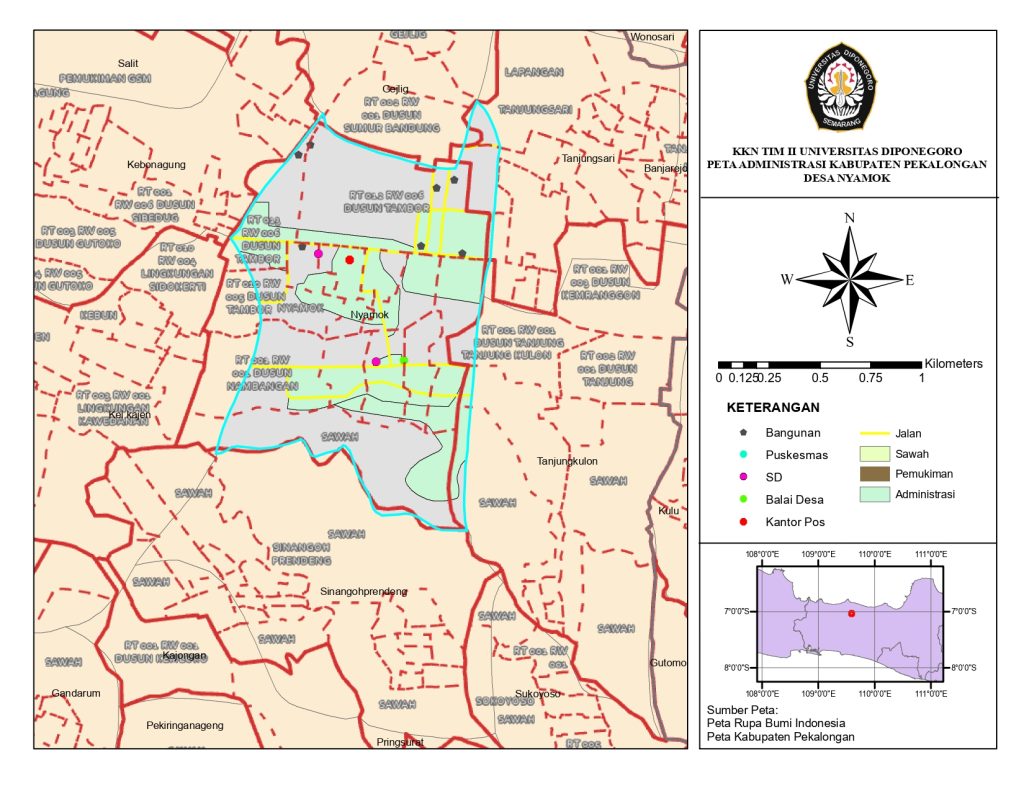 Wonosari
GEJLIG
Salit
PEMUKIMAN GSM
AGUNG
LAPANGAN
Gejlig
RT 002 RW
001 DUSUN
SUMUR BANDUNG
TANJUNGSARI
Kebonagung
Tanjungsari
Banjarejo
RT 001
RW 006 DUSUN
SIBEDUG
RT 012 RW 006
DUSUN TAMBOR
RT 003 RW 005
DUSUN GUTOKO
RT 013
RW 006
DUSUN
TAMBOR
RT 010
RW 004
LINGKUNGAN
SIDOKERTI
RW 005
N GUTOKO
RT 002 RW
003 DUSUN
KEMRANGGON
RT 010 RW
005 DUSUN
TAMBOR
NYAMOK
Nyamok
KEBUN
EN
RT 001 RW 001
DUSUN TANJUNG
TANJUNG KULON
RT 002 RW
001 DUSUN
TANJUNG
RT 001 RW
001 DUSUN
NAMBANGAN
RT 003 RW 001
LINGKUNGAN
KAWEDANAN
Kel kajen
SAWAH
Tanjungkulon
SAWAH
SAWAH
SAWAH
Kulu
SAWAH
SINANGOH
PRENDENG
SAWAH
Sinangohprendeng
SAWAH
SAWAH
SAWAH
RT 001 RW 001
Kajongan
SAWAH
RT 001 RW
001
Gutomo
Gandarum
Sukoyoso
SOKOYOSO
SAWAH
SAWAH
Pekiringanageng
SAWAH
Pringsurat
RT 005
UNIVERSITAS DIPONEGORO
SEMARANG
KKN TIM II UNIVERSITAS DIPONEGORO
PETA ADMINISTRASI KABUPATEN PEKALONGAN
DESA NYAMOK
N
W E
S
Kilometers
0 0.125 0.25 0.5 0.75 1
KETERANGAN
Bangunan
Puskesmas
SD
Balai Desa
Kantor Pos
Jalan
Sawah
Pemukiman
Administrasi
108°0'0"E 109°0'0"E 110°0'0"E 111°0'0"E
7°0'0"S 7°0'0"S
8°0'0"S 8°0'0"S
108°0'0"E 109°0'0"E 110°0'0"E 111°0'0"E
Sumber Peta:
Peta Rupa Bumi Indonesia
Peta Kabupaten Pekalongan